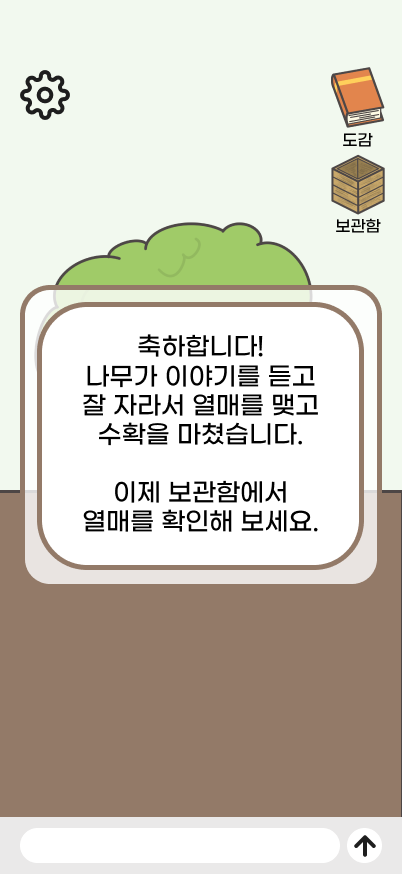 도감
보관함
축하합니다!
나무가 이야기를 듣고
잘 자라서 열매를 맺고
수확을 마쳤습니다.
이제 보관함에서
열매를 확인해 보세요.